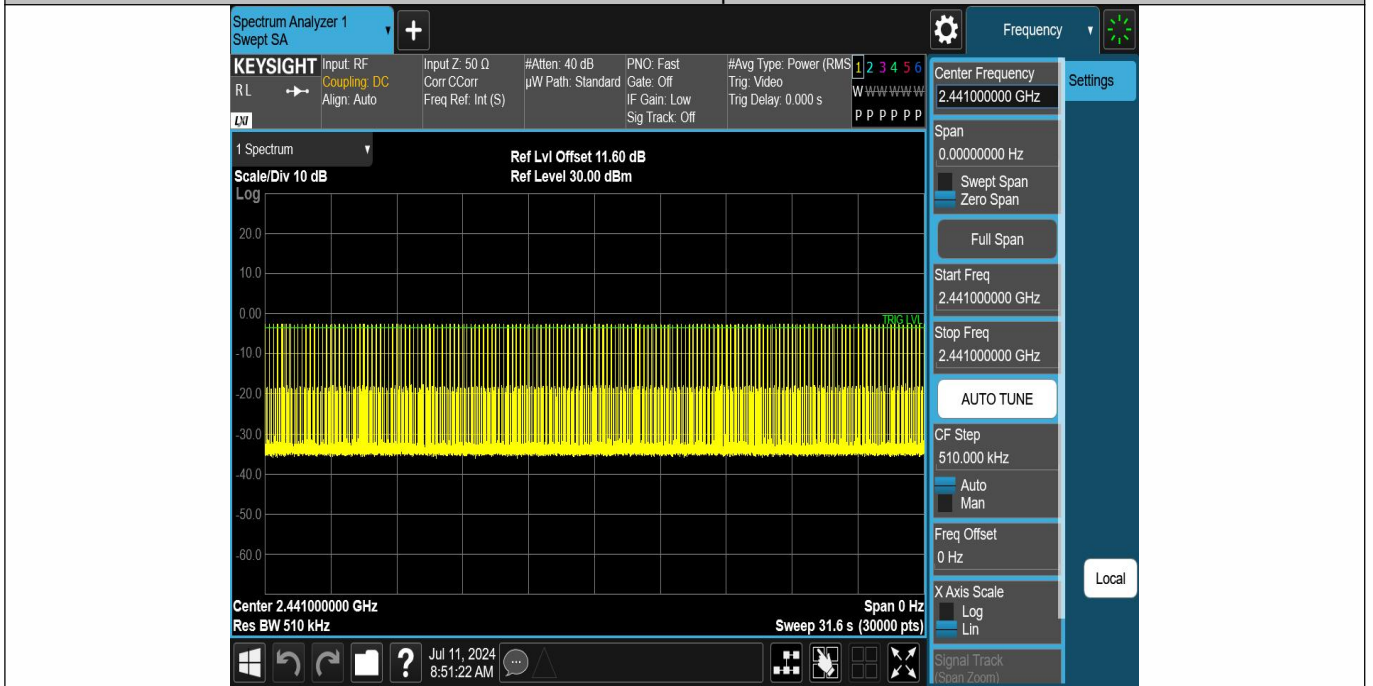 Spectrum Analyzer 1
Swept SA
+
Frequency
KEYSIGHT
RL
LXI
Input: RF
Coupling: DC
Align: Auto
Input Z: 50 Ω
Corr CCorr
Freq Ref: Int (S)
#Atten: 40 dB
µW Path: Standard
PNO: Fast
Gate: Off
IF Gain: Low
Sig Track: Off
#Avg Type: Power (RMS
Trig: Video
Trig Delay: 0.000 s
1 2 3 4 5 6
W W W W W W
P P P P P P
1 Spectrum
Scale/Div 10 dB
Ref Lvl Offset 11.60 dB
Ref Level 30.00 dBm
Log
20.0
10.0
0.00
TRIG LVL
-10.0
-20.0
-30.0
-40.0
-50.0
-60.0
Center 2.441000000 GHz
Span 0 Hz
Res BW 510 kHz
Sweep 31.6 s (30000 pts)
Center Frequency
2.441000000 GHz
Settings
Span
0.00000000 Hz
Swept Span
Zero Span
Full Span
Start Freq
2.441000000 GHz
Stop Freq
2.441000000 GHz
AUTO TUNE
CF Step
510.000 kHz
Auto
Man
Freq Offset
0 Hz
X Axis Scale
Log
Lin
Signal Track
(Span Zoom)
Local
?
Jul 11, 2024
8:51:22 AM